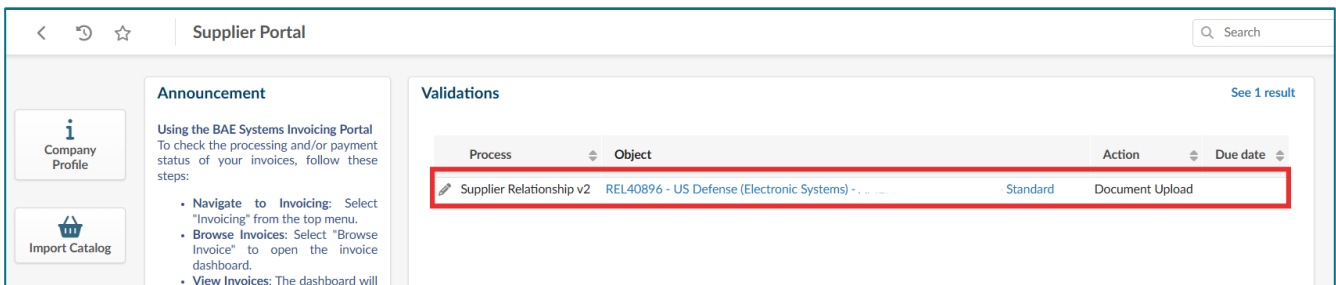 Supplier Portal
Search
Company
Profile
Import Catalog
Announcement
Using the BAE Systems Invoicing Portal
To check the processing and/or payment
status of your invoices, follow these
steps:
• Navigate to Invoicing: Select
"Invoicing" from the top menu.
• Browse Invoices: Select "Browse
Invoice" to open the invoice
dashboard.
• View Invoices: The dashboard will
Validations
See 1 result
Process Object Action Due date
Supplier Relationship v2 REL40896 - US Defense (Electronic Systems) - Standard Document Upload